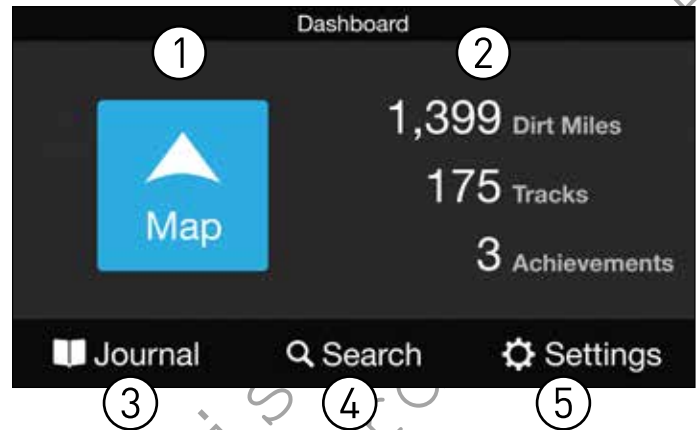 Dashboard
1 2
1,399 Dirt Miles
175 Tracks
Map
3 Achievements
Journal Search Settings
3 4 5